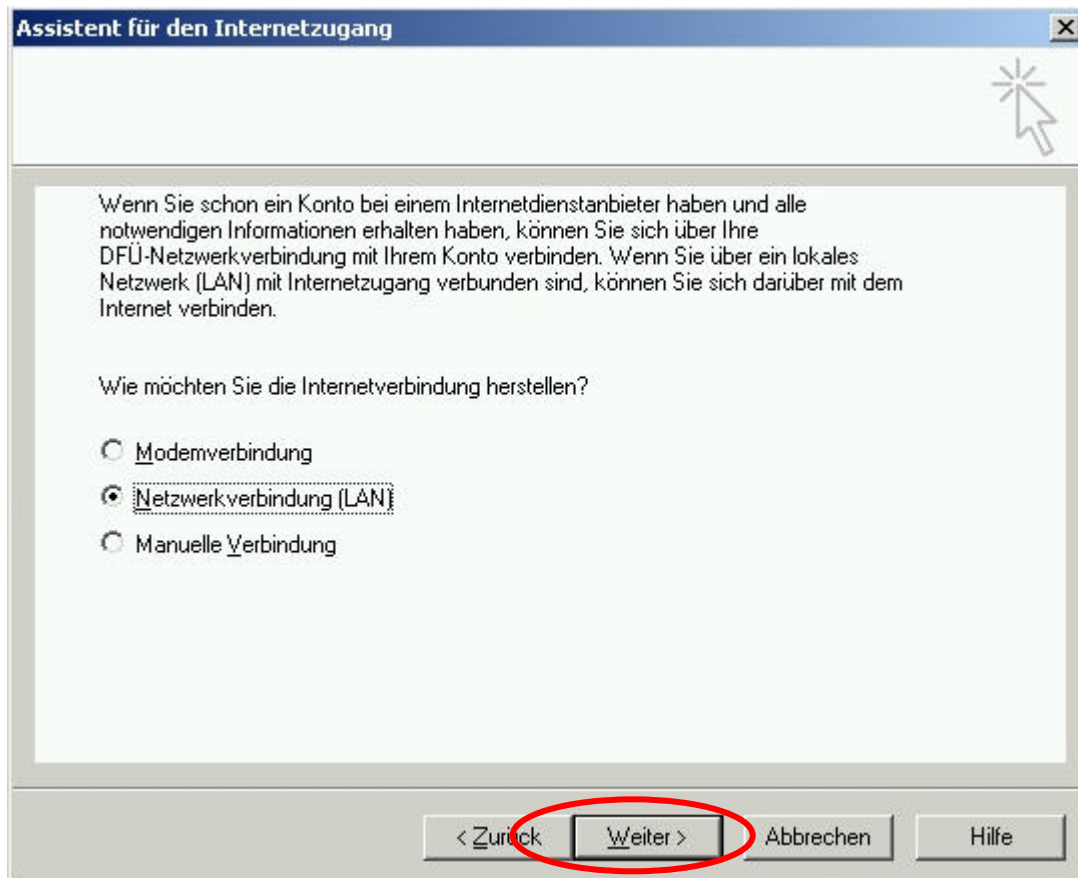 Assistent für den Internetzugang
Wenn Sie schon ein Konto bei einem Internetdienstanbieter haben und alle
notwendigen Informationen erhalten haben, können Sie sich über Ihre
DFÜ-Netzwerkverbindung mit Ihrem Konto verbinden. Wenn Sie über ein lokales
Netzwerk (LAN) mit Internetzugang verbunden sind, können Sie sich darüber mit dem
Internet verbinden.
Wie möchten Sie die Internetverbindung herstellen?
Modemverbindung
Netzwerkverbindung (LAN)
Manuelle Verbindung
< Zurück Weiter > Abbrechen Hilfe